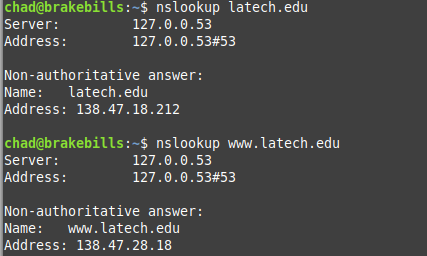 chad@brakebills:~$ nslookup latech.edu
Server:         127.0.0.53
Address:        127.0.0.53#53

Non-authoritative answer:
Name:   latech.edu
Address: 138.47.18.212

chad@brakebills:~$ nslookup www.latech.edu
Server:         127.0.0.53
Address:        127.0.0.53#53

Non-authoritative answer:
Name:   www.latech.edu
Address: 138.47.28.18